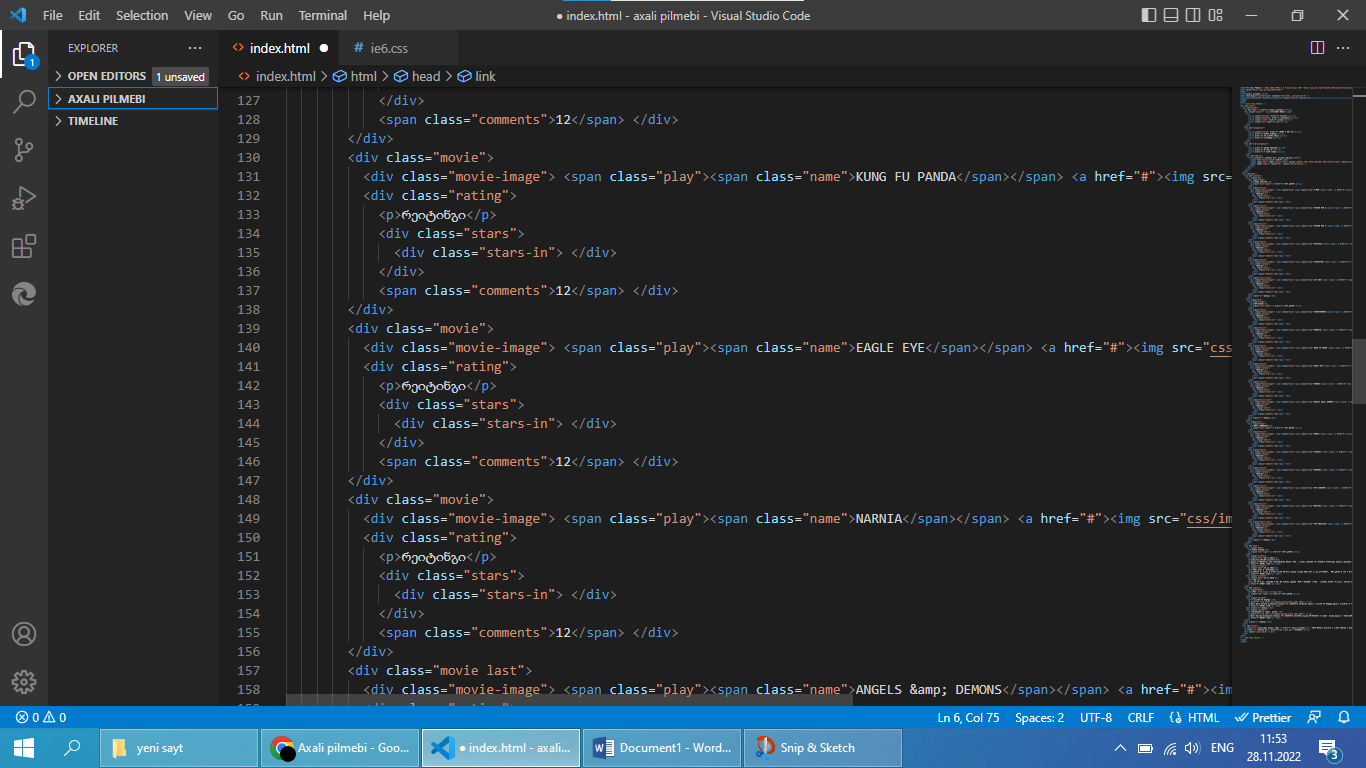 File Edit Selection View Go Run Terminal Help ● index.html - axali pilmebi - Visual Studio Code
EXPLORER ··· <> index.html ● # ie6.css
1
OPEN EDITORS 1 unsaved <> index.html > html > head > link
AXALI PILMEBI
TIMELINE
127 </div>
128 <span class="comments">12</span> </div>
129 </div>
130 <div class="movie">
131 <div class="movie-image"> <span class="play"><span class="name">KUNG FU PANDA</span></span> <a href="#"><img src=
132 <div class="rating">
133 <p>რეიტინგი</p>
134 <div class="stars">
135 <div class="stars-in"> </div>
136 </div>
137 <span class="comments">12</span> </div>
138 </div>
139 <div class="movie">
140 <div class="movie-image"> <span class="play"><span class="name">EAGLE EYE</span></span> <a href="#"><img src="css
141 <div class="rating">
142 <p>რეიტინგი</p>
143 <div class="stars">
144 <div class="stars-in"> </div>
145 </div>
146 <span class="comments">12</span> </div>
147 </div>
148 <div class="movie">
149 <div class="movie-image"> <span class="play"><span class="name">NARNIA</span></span> <a href="#"><img src="css/im
150 <div class="rating">
151 <p>რეიტინგი</p>
152 <div class="stars">
153 <div class="stars-in"> </div>
154 </div>
155 <span class="comments">12</span> </div>
156 </div>
157 <div class="movie last">
158 <div class="movie-image"> <span class="play"><span class="name">ANGELS &amp; DEMONS</span></span> <a href="#"><im
0 0 Ln 6, Col 75 Spaces: 2 UTF-8 CRLF {} HTML Prettier
yeni sayt Axali pilmebi - Goo... ● index.html - axali... Document1 - Word... Snip & Sketch ENG 11:53
28.11.2022 3